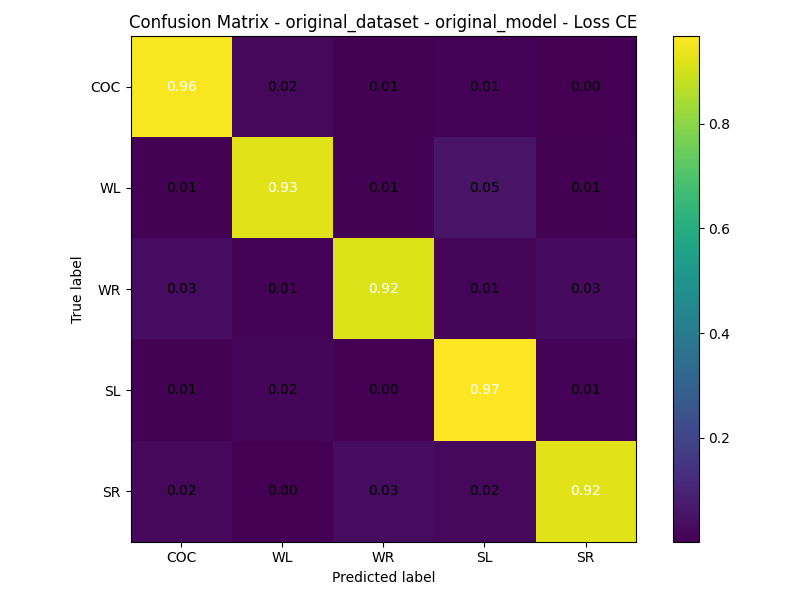 Confusion Matrix - original_dataset - original_model - Loss CE
True label
COC 0.96 0.02 0.01 0.01 0.00
WL 0.01 0.93 0.01 0.05 0.01
WR 0.03 0.01 0.92 0.01 0.03
SL 0.01 0.02 0.00 0.97 0.01
SR 0.02 0.00 0.03 0.02 0.92
COC WL WR SL SR
Predicted label
0.8
0.6
0.4
0.2